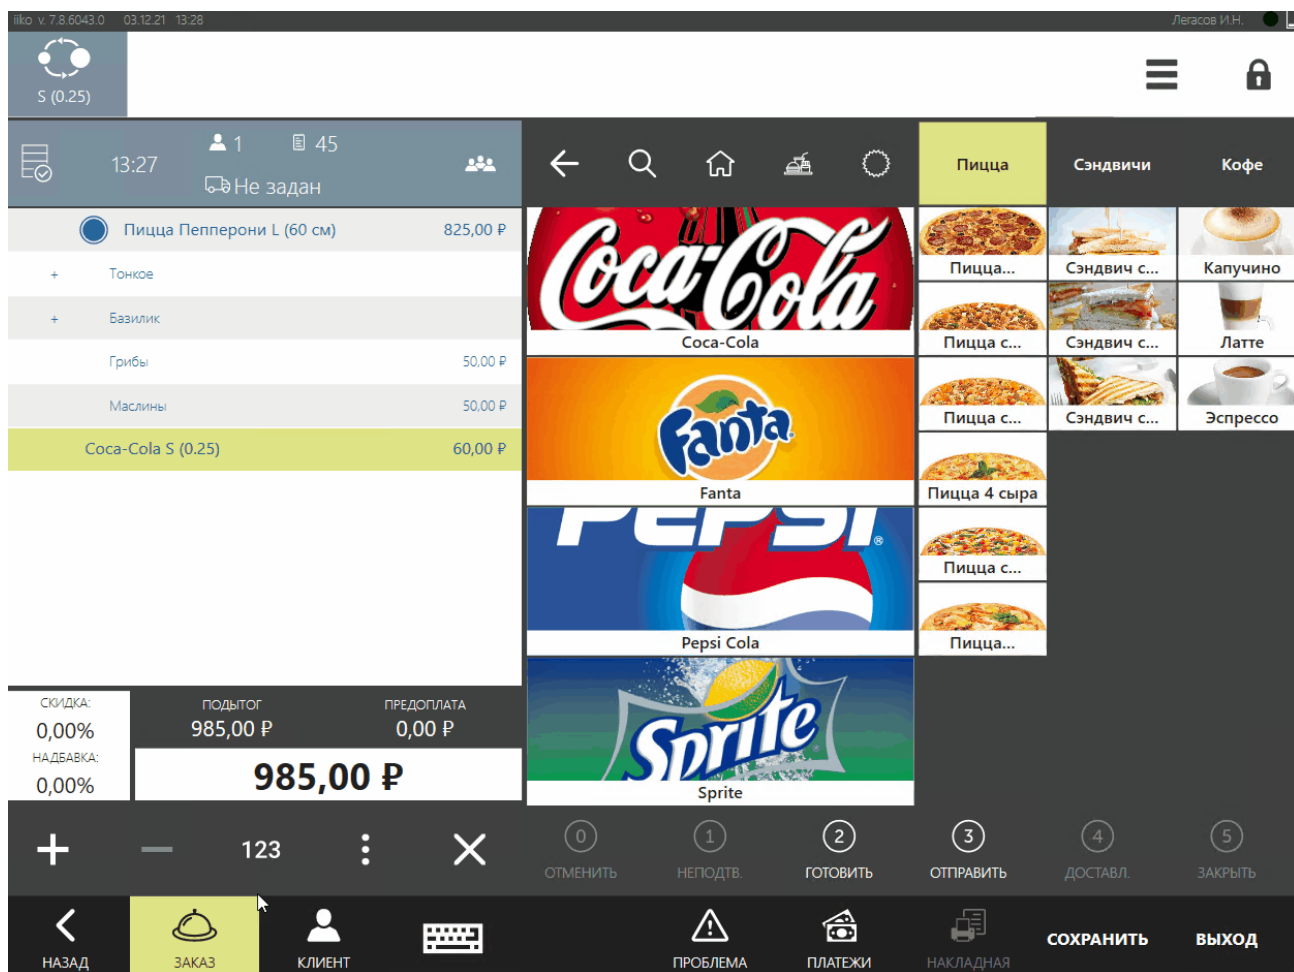 iiko v. 7.8.6043.0 03.12.21 13:28 Легасов И.Н.
S (0.25)
13:27 1 45
Не задан
Пицца Сэндвичи Кофе
Пицца Пепперони L (60 см) 825,00 ₽
+ Тонкое
+ Базилик
Грибы 50,00 ₽
Маслины 50,00 ₽
Coca-Cola S (0.25) 60,00 ₽
СКИДКА:
0,00%
НАДБАВКА:
0,00%
ПОДЫТОГ
985,00 ₽
ПРЕДОПЛАТА
0,00 ₽
985,00 ₽
123
Coca-Cola
Coca-Cola
Fanta
Fanta
PEPSI
Pepsi Cola
Sprite
Sprite
Пицца... Сэндвич с... Капучино
Пицца с... Сэндвич с... Латте
Пицца с... Сэндвич с... Эспрессо
Пицца 4 сыра
Пицца с...
Пицца...
0 1 2 3 4 5
ОТМЕНИТЬ НЕПОДТВ. ГОТОВИТЬ ОТПРАВИТЬ ДОСТАВЛ. ЗАКРЫТЬ
НАЗАД ЗАКАЗ КЛИЕНТ ПРОБЛЕМА ПЛАТЕЖИ НАКЛАДНАЯ СОХРАНИТЬ ВЫХОД